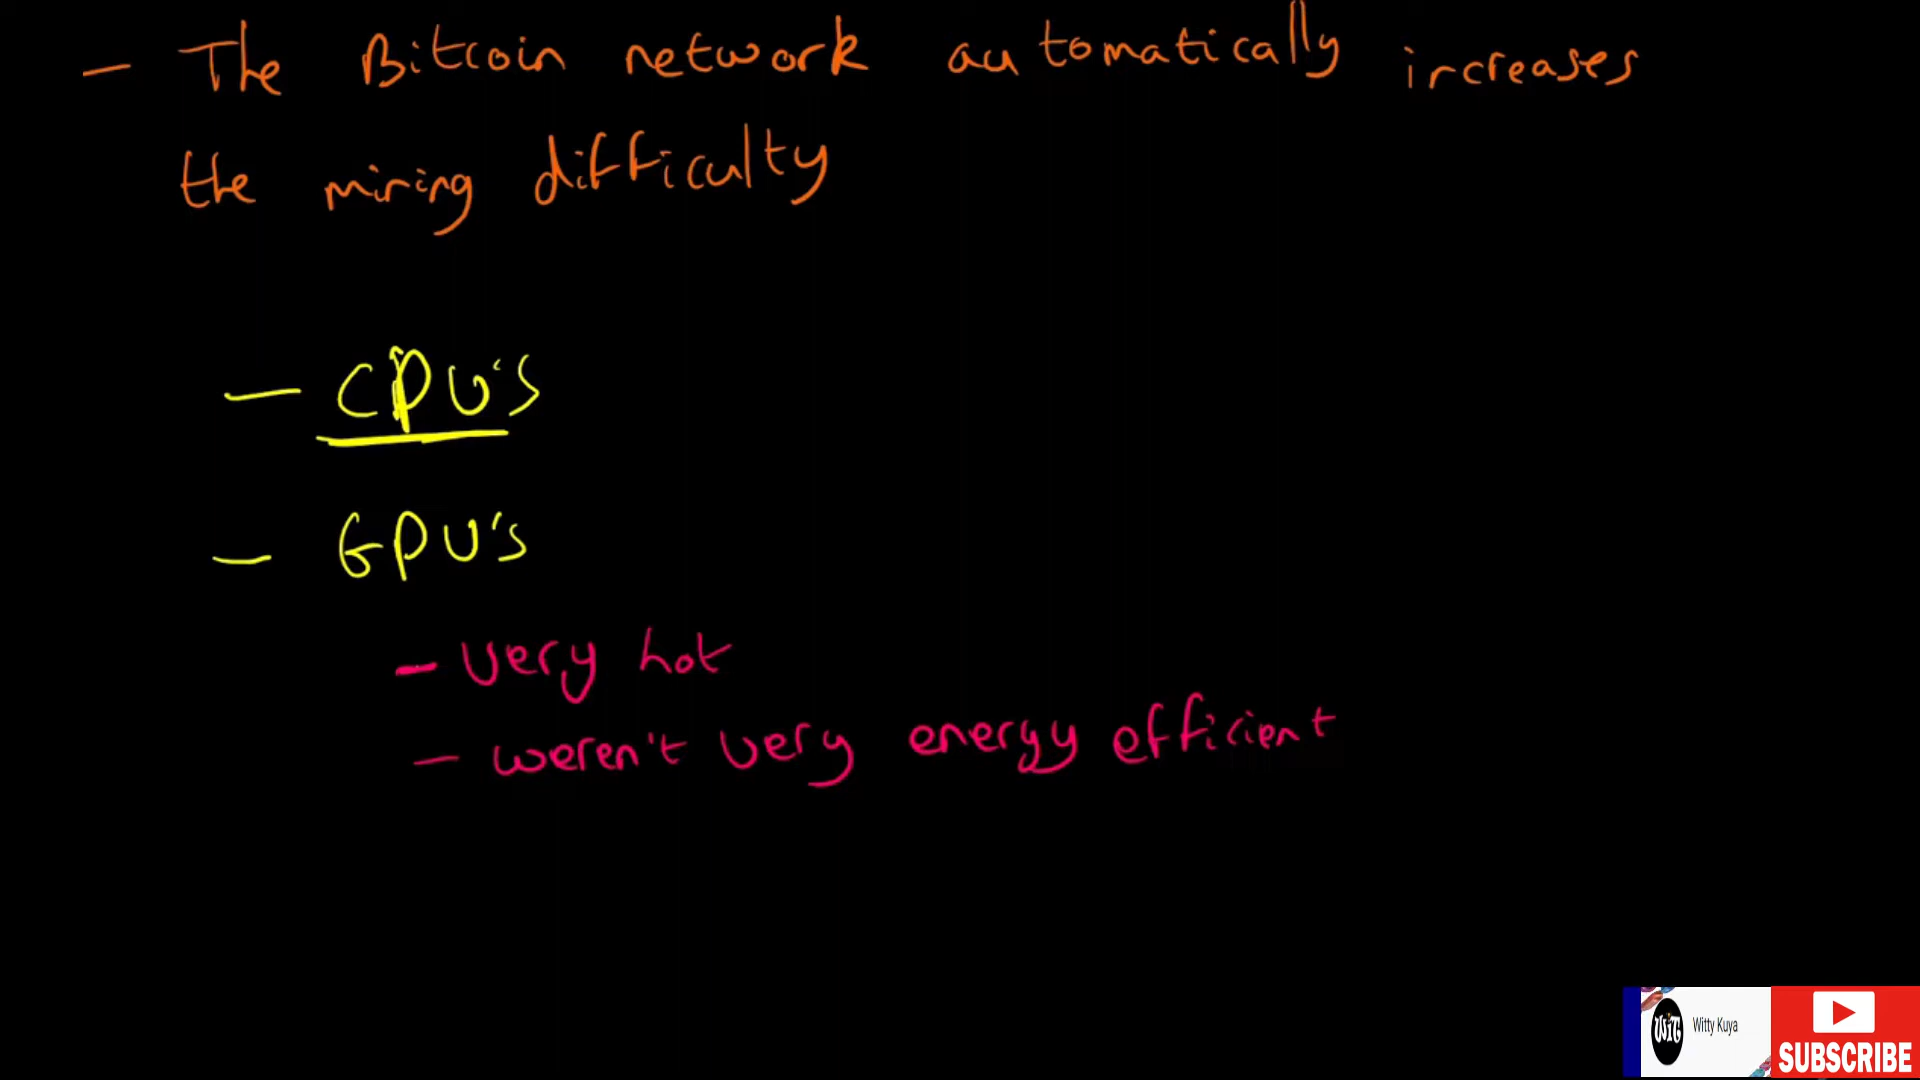 - The Bitcoin network automatically increases
the mining difficulty
- CPU's
- GPU's
- very hot
- weren't very energy efficient
WIT
Witty Kuya
SUBSCRIBE